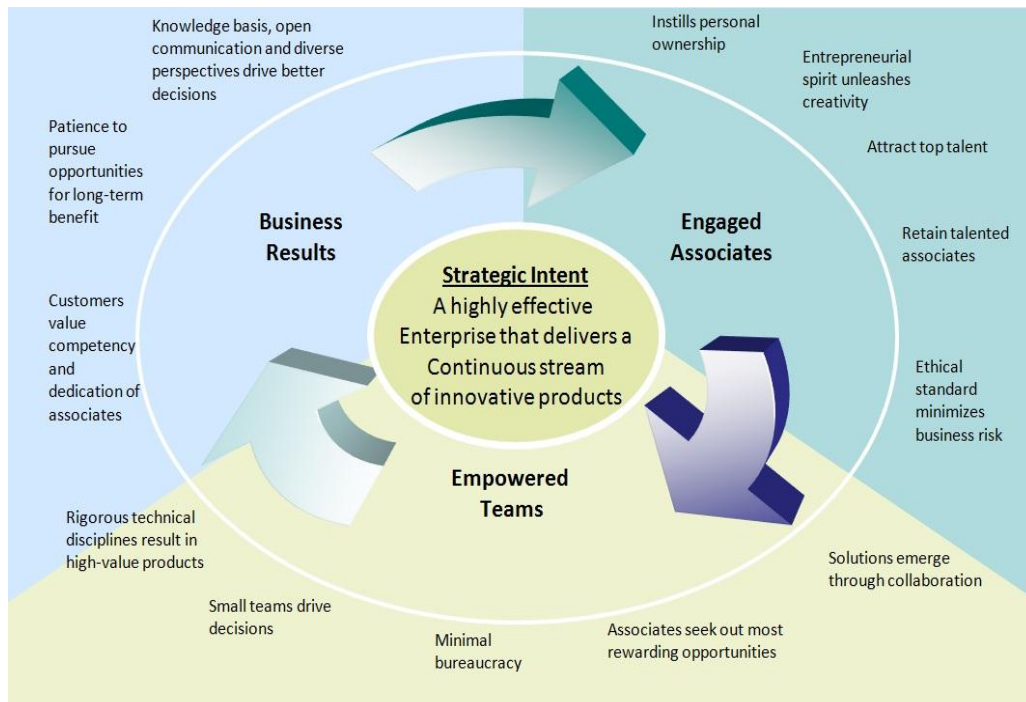 Knowledge basis, open
communication and diverse
perspectives drive better
decisions
Patience to
pursue
opportunities
for long-term
benefit
Business
Results
Customers
value
competency
and
dedication of
associates
Instills personal
ownership
Entrepreneurial
spirit unleashes
creativity
Attract top talent
Engaged
Associates
Retain talented
associates
Ethical
standard
minimizes
business risk
Strategic Intent
A highly effective
Enterprise that delivers a
Continuous stream
of innovative products
Empowered
Teams
Rigorous technical
disciplines result in
high-value products
Small teams drive
decisions
Minimal
bureaucracy
Associates seek out most
rewarding opportunities
Solutions emerge
through collaboration